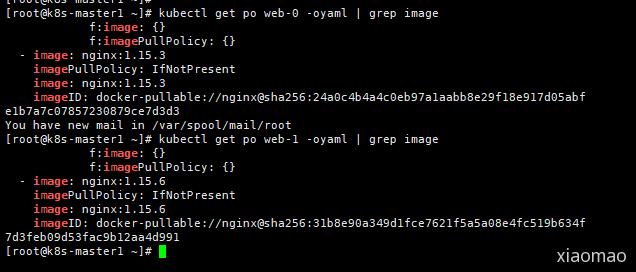 [root@k8s-master1 ~]#
[root@k8s-master1 ~]# kubectl get po web-0 -oyaml | grep image
f:image: {}
f:imagePullPolicy: {}
- image: nginx:1.15.3
imagePullPolicy: IfNotPresent
image: nginx:1.15.3
imageID: docker-pullable://nginx@sha256:24a0c4b4a4c0eb97a1aabb8e29f18e917d05abf
e1b7a7c07857230879ce7d3d3
You have new mail in /var/spool/mail/root
[root@k8s-master1 ~]# kubectl get po web-1 -oyaml | grep image
f:image: {}
f:imagePullPolicy: {}
- image: nginx:1.15.6
imagePullPolicy: IfNotPresent
image: nginx:1.15.6
imageID: docker-pullable://nginx@sha256:31b8e90a349d1fce7621f5a5a08e4fc519b634f
7d3feb09d53fac9b12aa4d991
[root@k8s-master1 ~]#
xiaomao